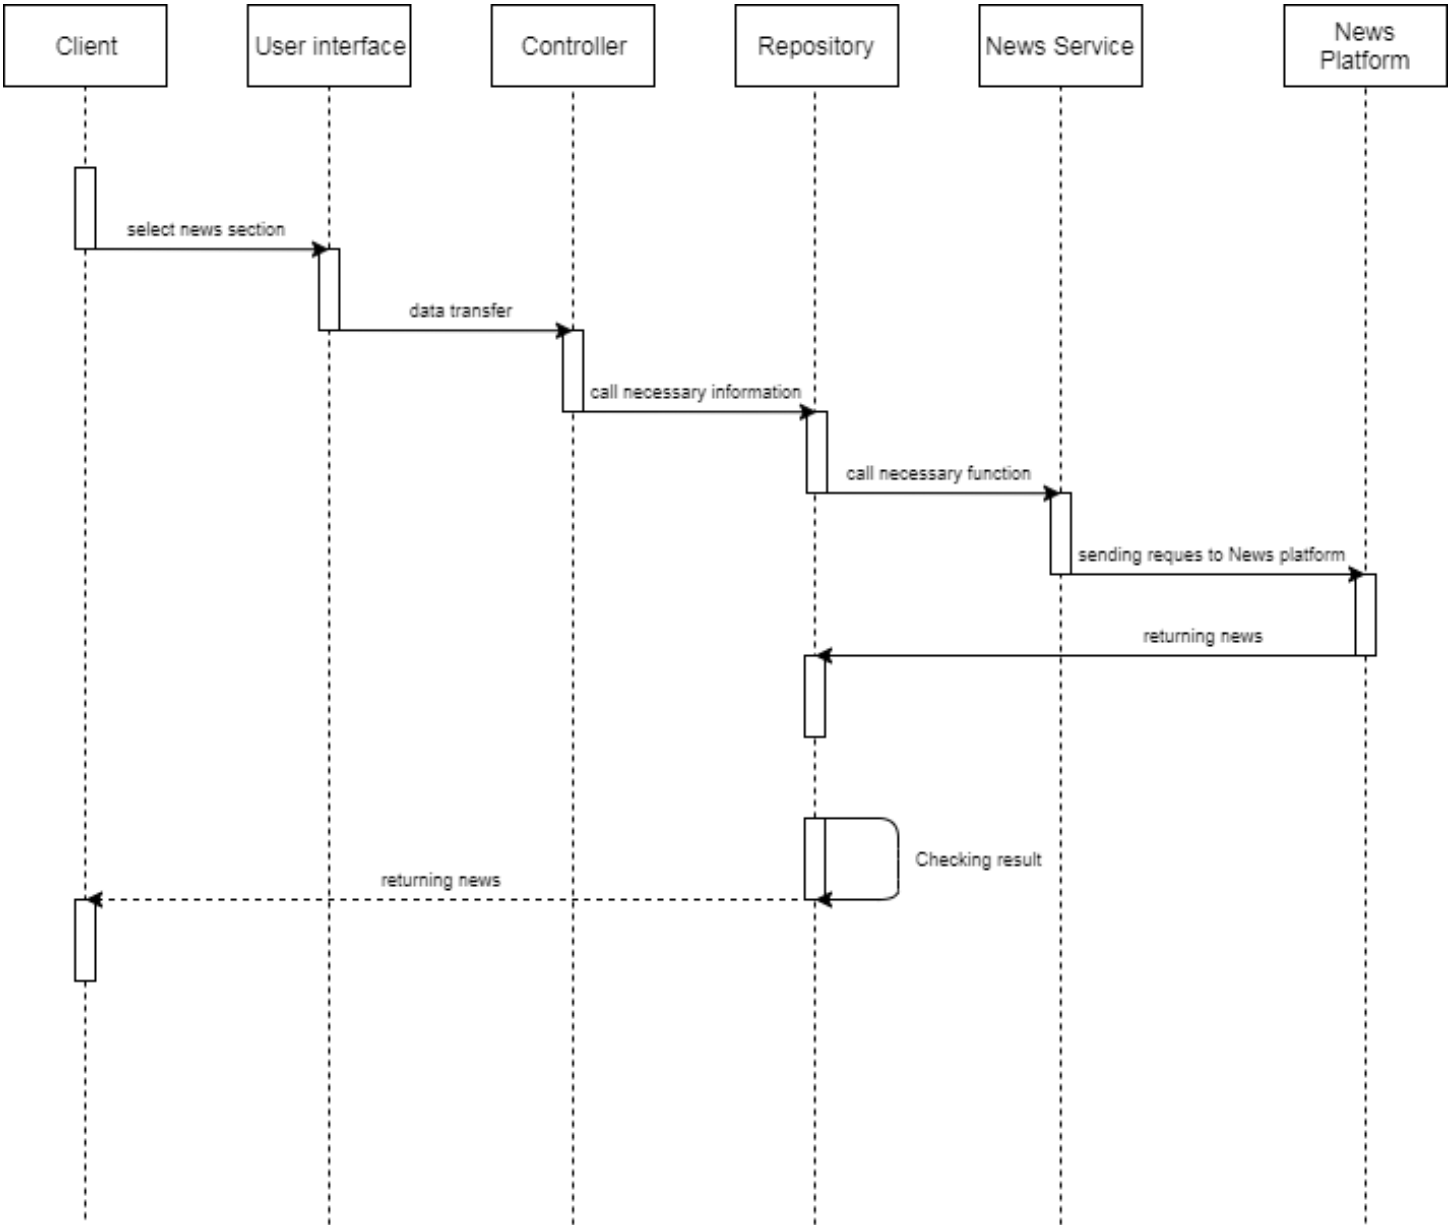 Client
User interface
Controller
Repository
News Service
News
Platform
select news section
data transfer
call necessary information
call necessary function
sending reques to News platform
returning news
Checking result
returning news